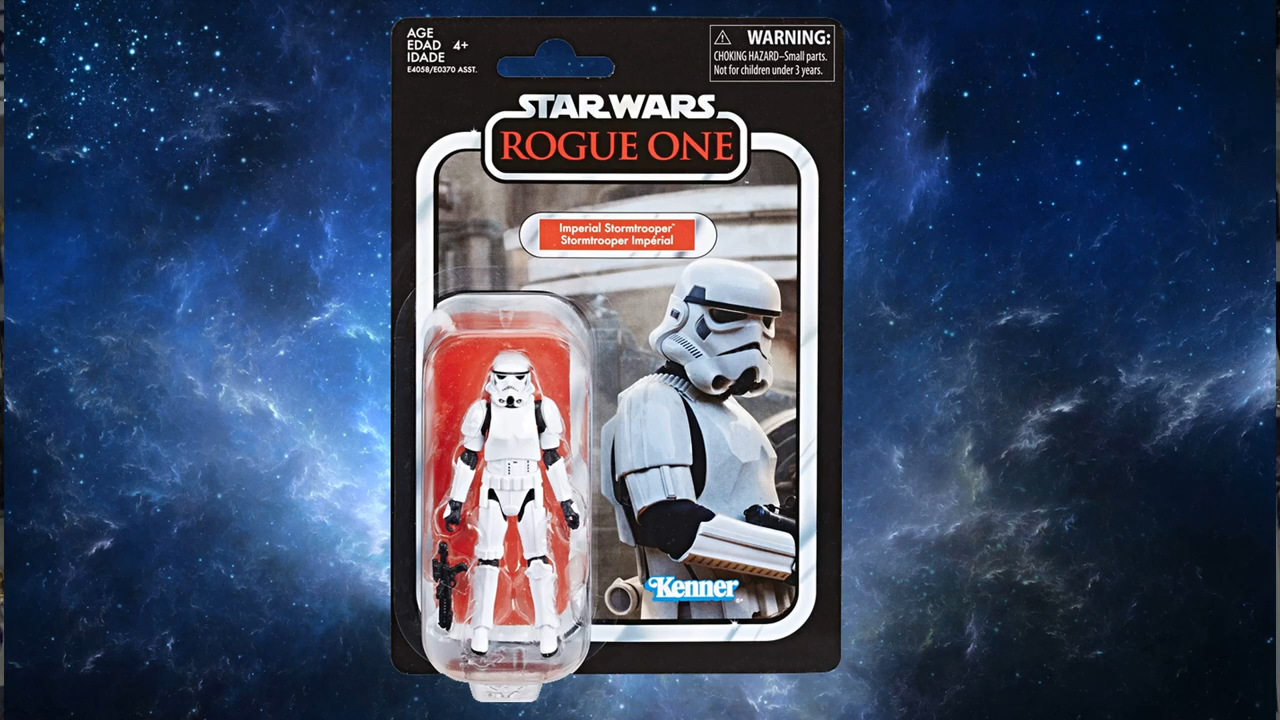 AGE
EDAD 4+
IDADE
E4058/E0370 ASST.
⚠ WARNING:
CHOKING HAZARD–Small parts.
Not for children under 3 years.
STAR WARS
ROGUE ONE
Imperial Stormtrooper™
Stormtrooper Impérial
Kenner